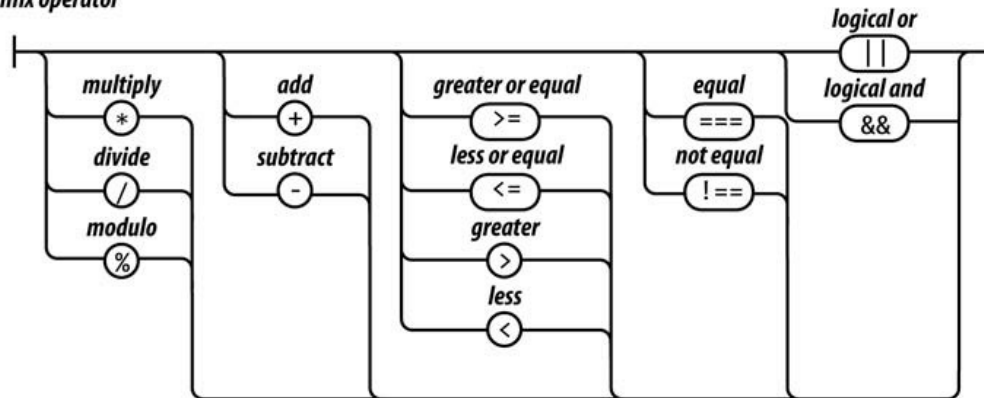 infix operator
multiply
*
divide
/
modulo
%
add
+
subtract
-
greater or equal
>=
less or equal
<=
greater
>
less
<
equal
===
not equal
!==
logical or
||
logical and
&&